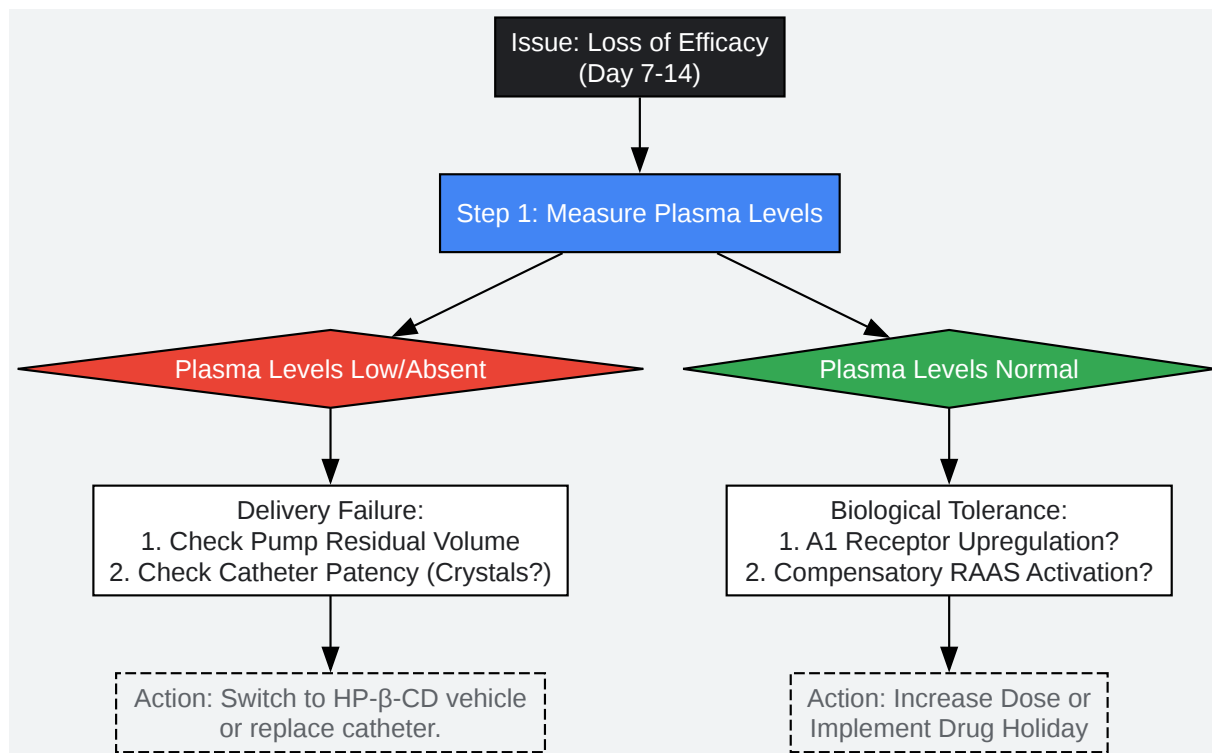 Issue: Loss of Efficacy
(Day 7-14)
Step 1: Measure Plasma Levels
Plasma Levels Low/Absent
Plasma Levels Normal
Delivery Failure:
1. Check Pump Residual Volume
2. Check Catheter Patency (Crystals?)
Biological Tolerance:
1. A1 Receptor Upregulation?
2. Compensatory RAAS Activation?
Action: Switch to HP-β-CD vehicle
or replace catheter.
Action: Increase Dose or
Implement Drug Holiday